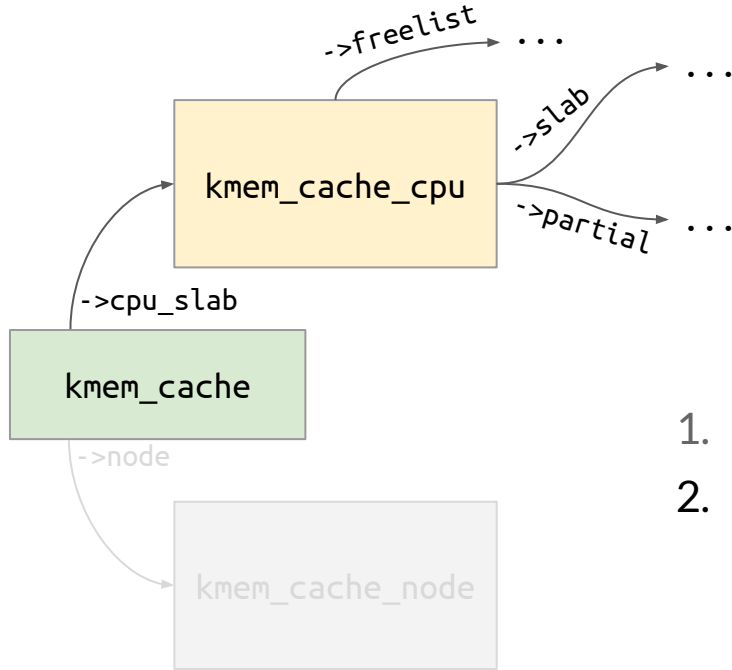 ->freelist
...
->slab
...
kmem_cache_cpu
->partial
...
->cpu_slab
kmem_cache
->node
kmem_cache_node
1.
2.